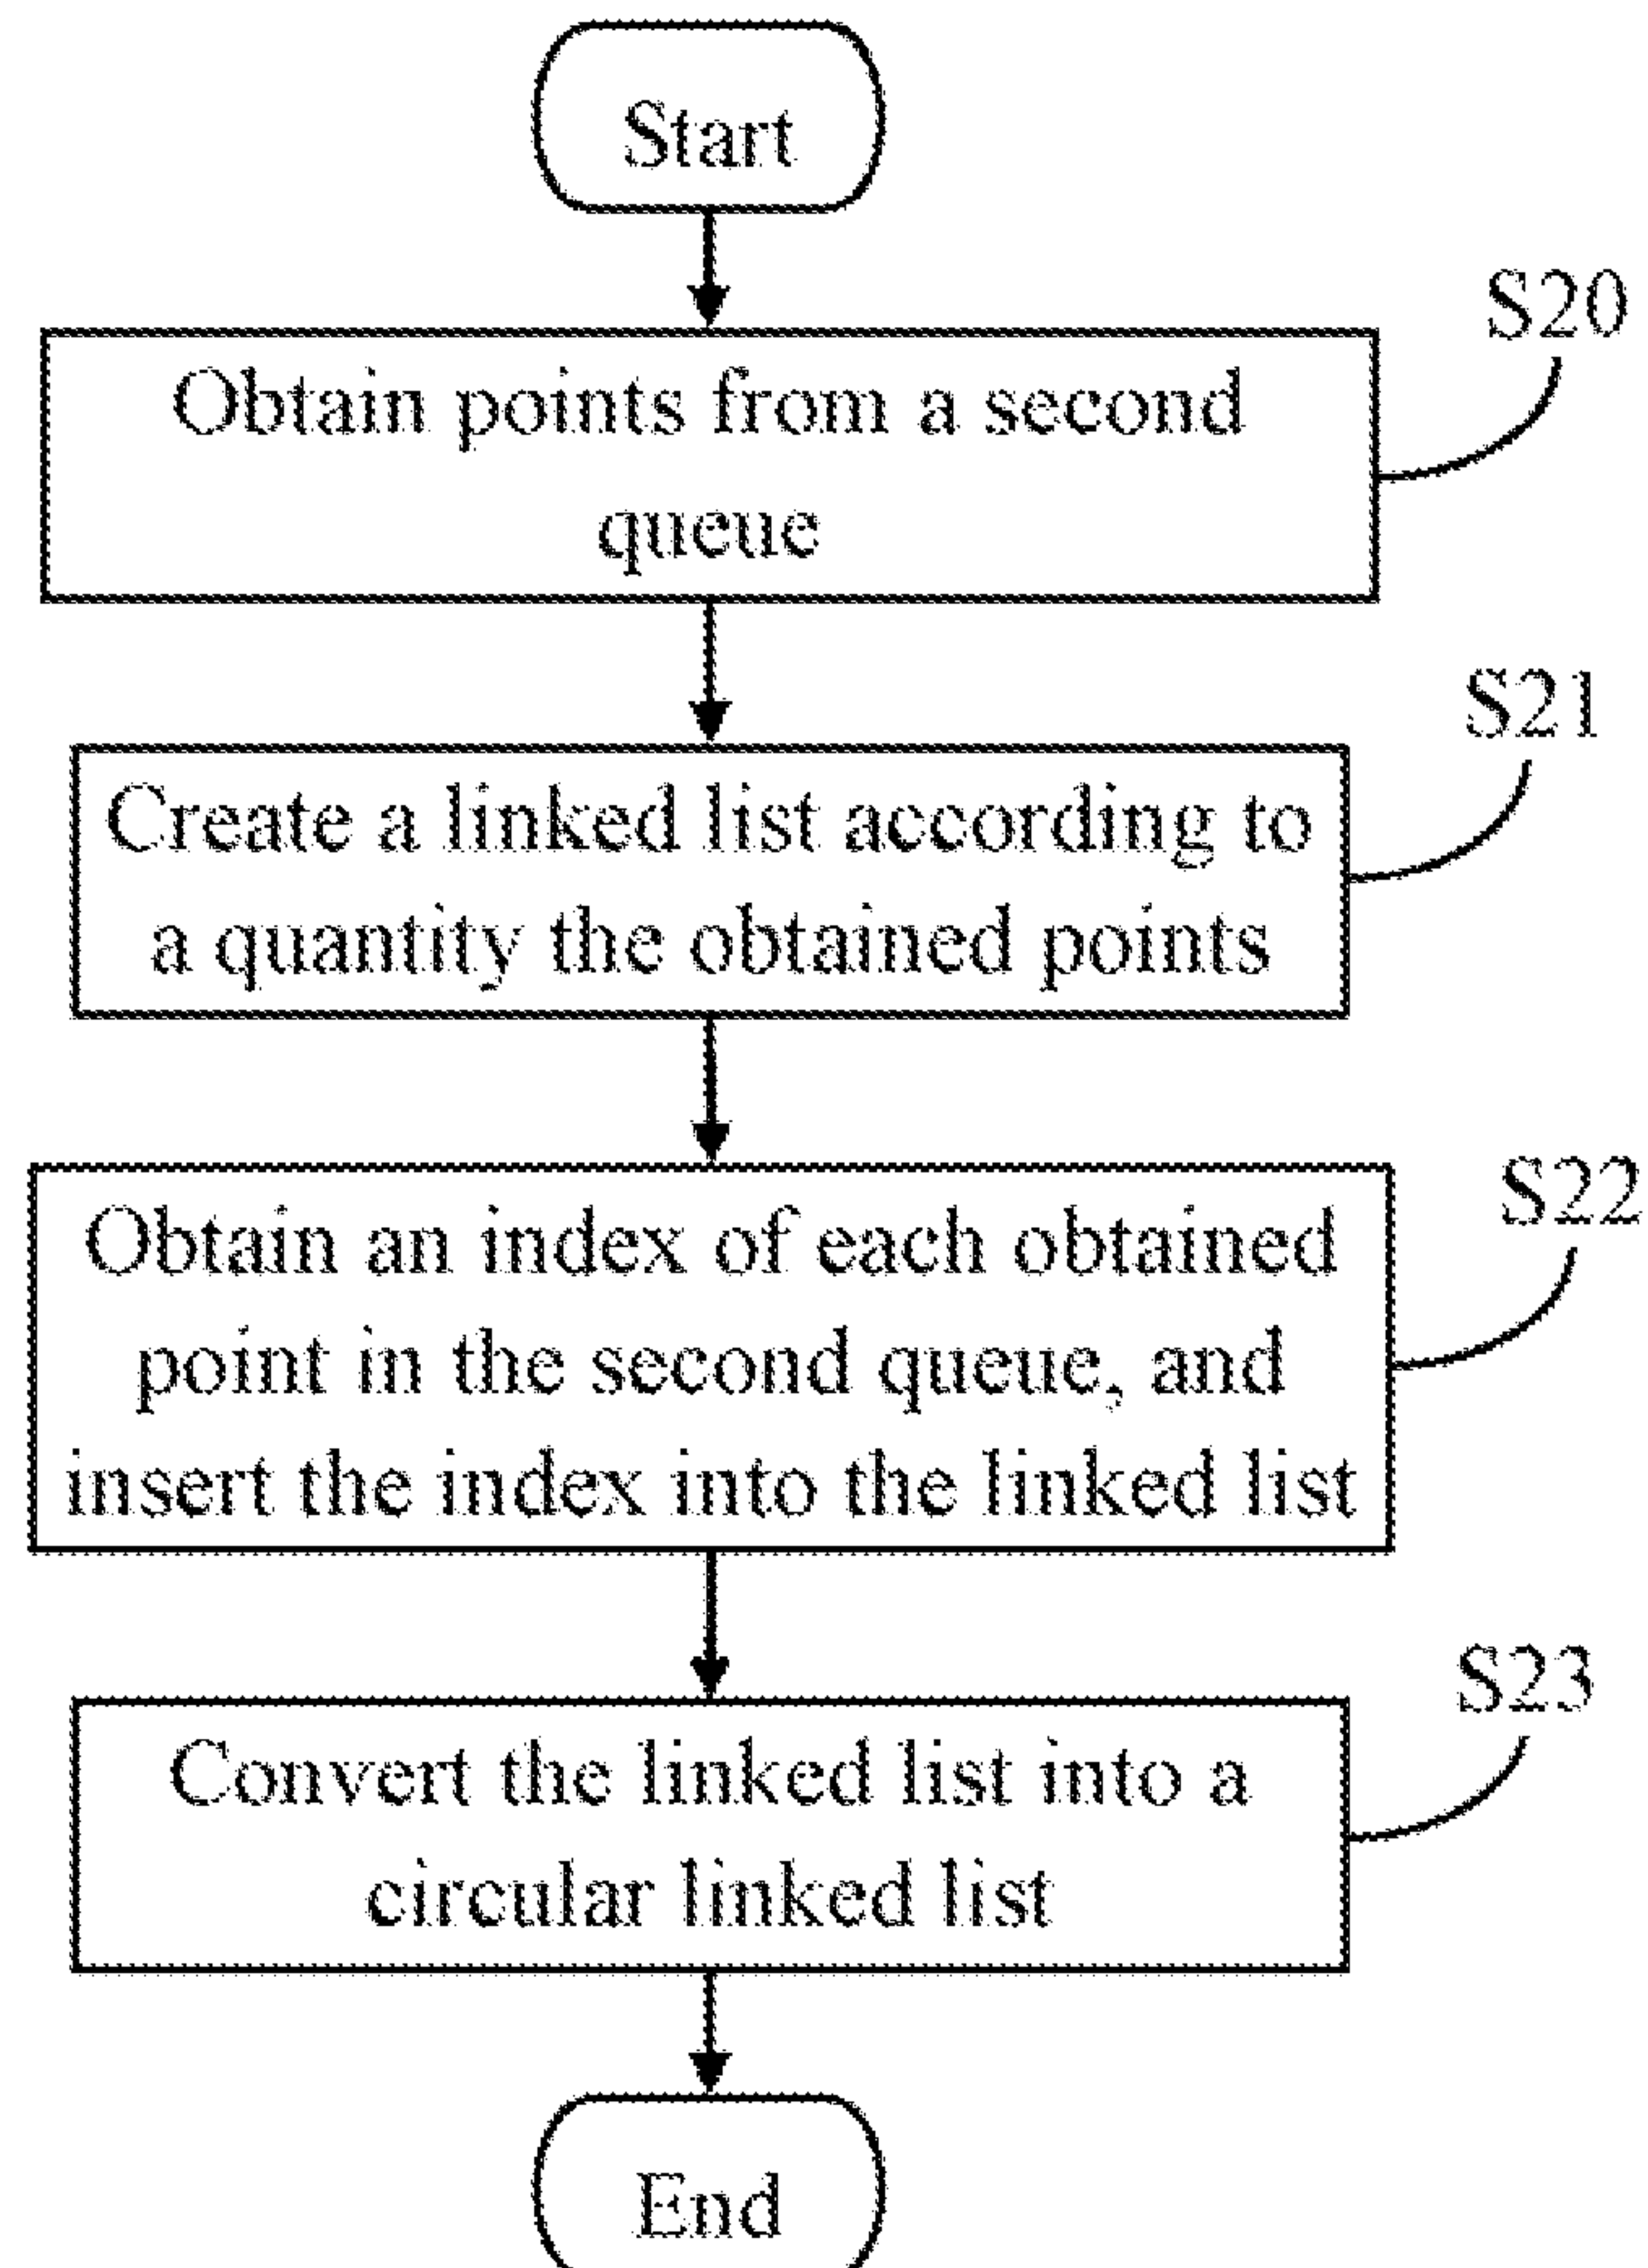 Start
S20
Obtain points from a second
queue
S21
Create a linked list according to
a quantity the obtained points
S22
Obtain an index of each obtained
point in the second queue, and
insert the index into the linked list
S23
Convert the linked list into a
circular linked list
End